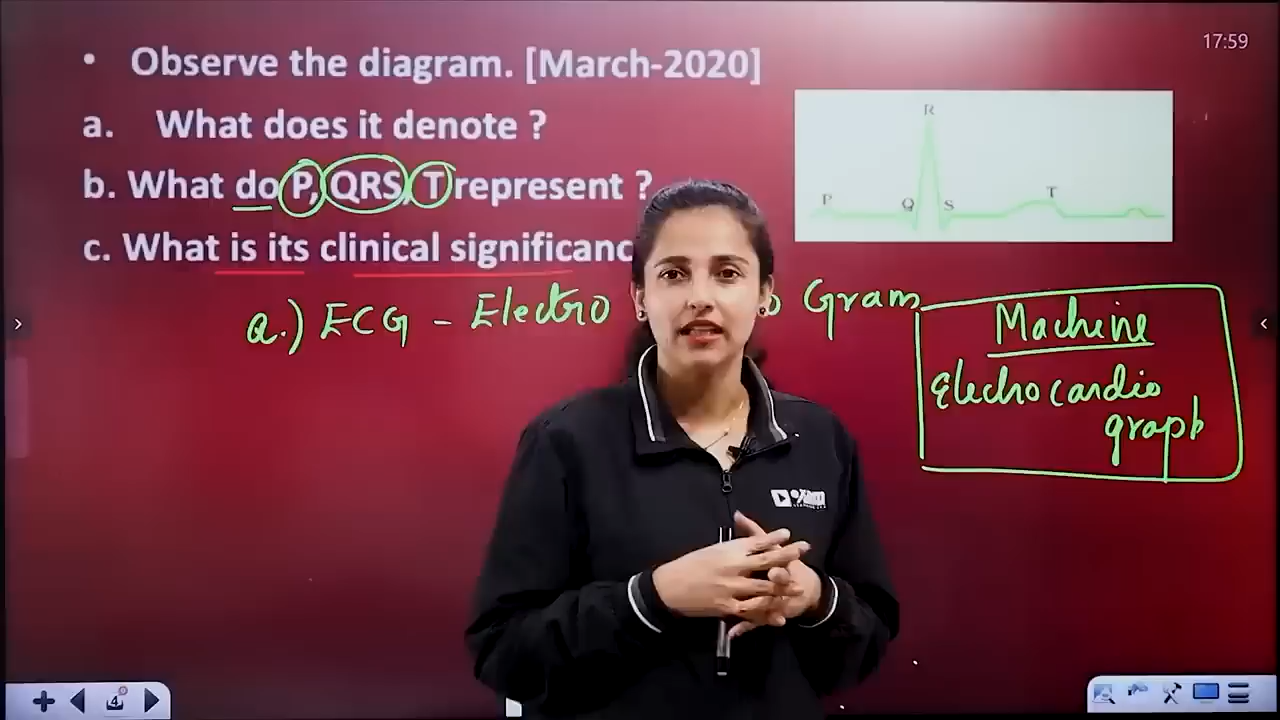 17:59
• Observe the diagram. [March-2020]
a. What does it denote ?
b. What do P, QRS, T represent ?
c. What is its clinical significanc
R
P
Q
S
T
a.) ECG - Electro o Gram
Machine
Electrocardio
graph
4